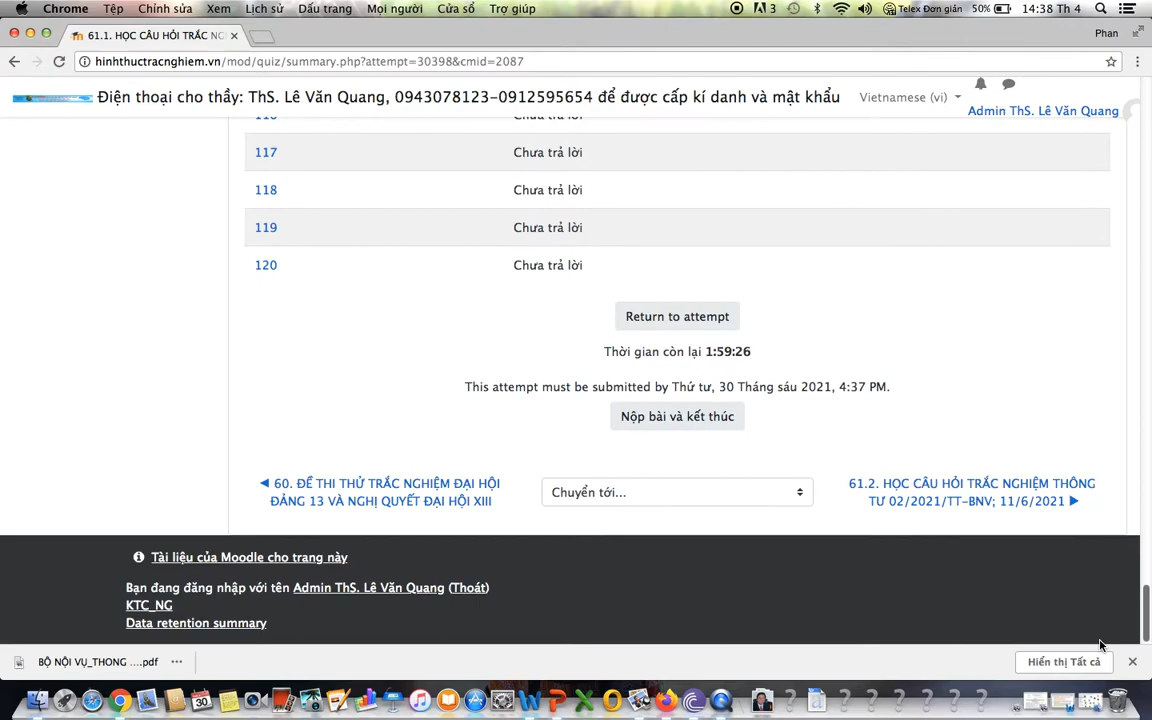 Chrome Tệp Chỉnh sửa Xem Lịch sử Dấu trang Mọi người Cửa sổ Trợ giúp 3 Telex Đơn giản 50% 14:38 Th 4
61.1. HỌC CÂU HỎI TRẮC NG
Phan
hinhthuctracnghiem.vn/mod/quiz/summary.php?attempt=30398&cmid=2087
Điện thoại cho thầy: ThS. Lê Văn Quang, 0943078123-0912595654 để được cấp kí danh và mật khẩu
Vietnamese (vi)
Admin ThS. Lê Văn Quang
117 Chưa trả lời
118 Chưa trả lời
119 Chưa trả lời
120 Chưa trả lời
Return to attempt
Thời gian còn lại 1:59:26
This attempt must be submitted by Thứ tư, 30 Tháng sáu 2021, 4:37 PM.
Nộp bài và kết thúc
◀ 60. ĐỀ THI THỬ TRẮC NGHIỆM ĐẠI HỘI
ĐẢNG 13 VÀ NGHỊ QUYẾT ĐẠI HỘI XIII
Chuyển tới...
61.2. HỌC CÂU HỎI TRẮC NGHIỆM THÔNG
TƯ 02/2021/TT-BNV; 11/6/2021 ▶
Tài liệu của Moodle cho trang này
Bạn đang đăng nhập với tên Admin ThS. Lê Văn Quang (Thoát)
KTC_NG
Data retention summary
BỘ NỘI VỤ_THONG ....pdf
Hiển thị Tất cả
30